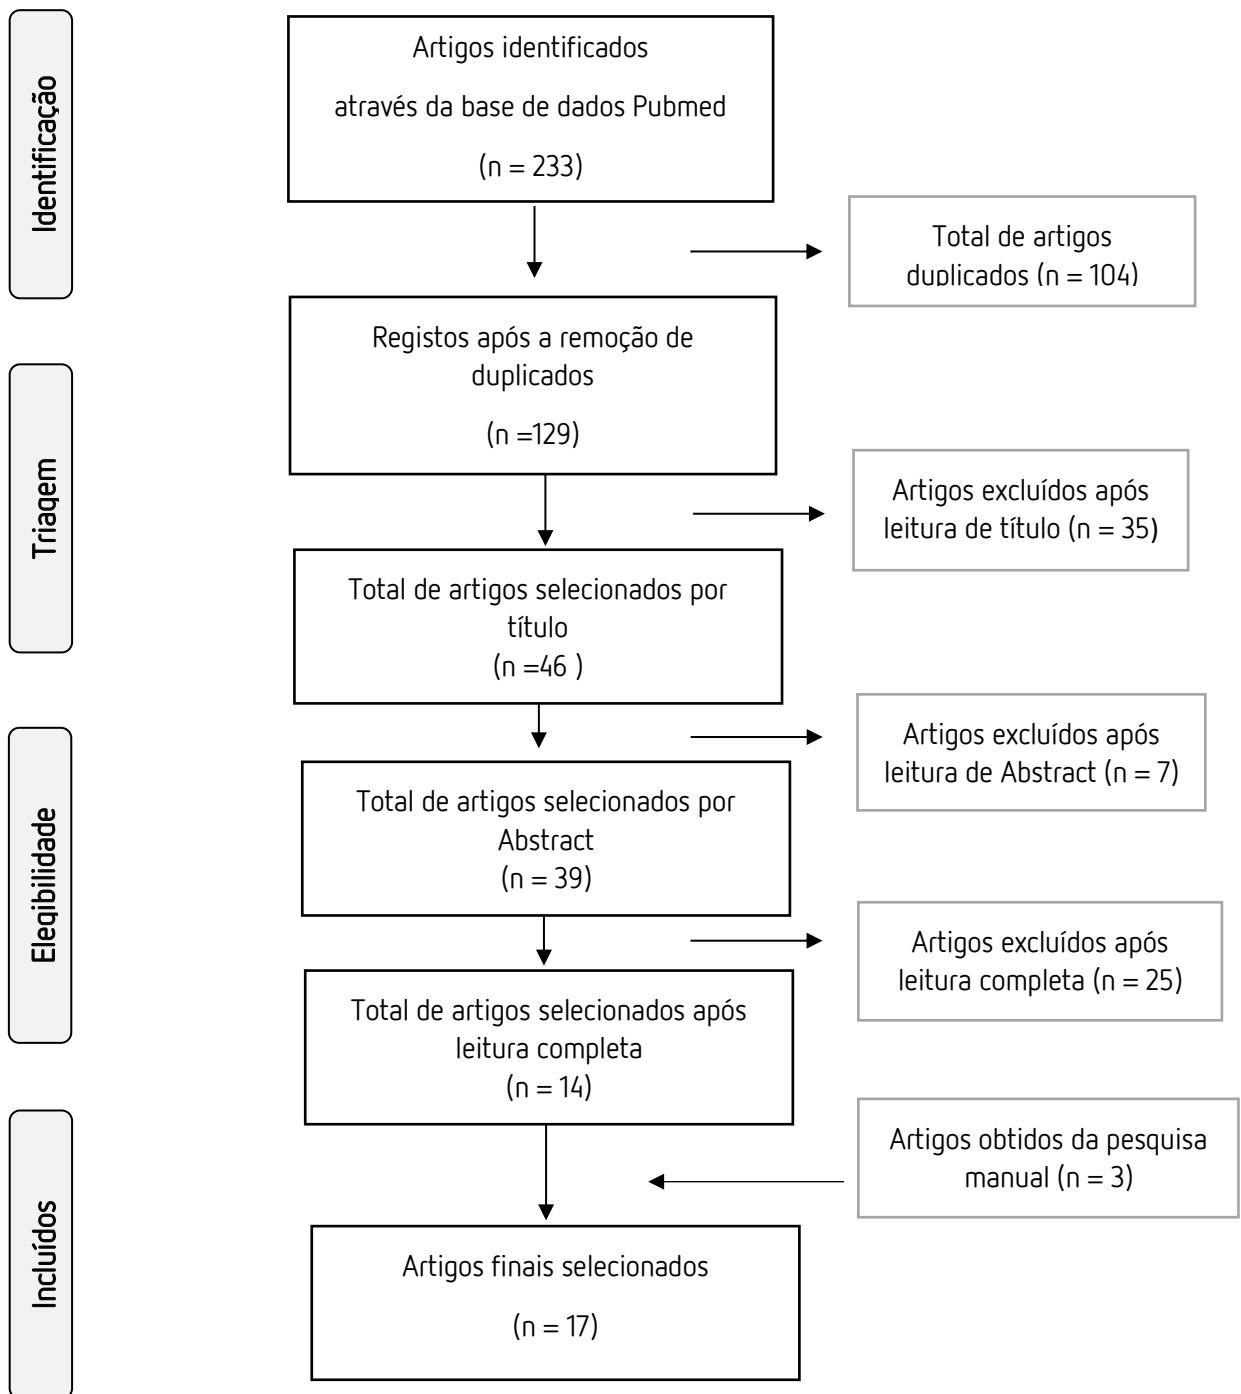 Identificação
Artigos identificados
através da base de dados Pubmed
(n = 233)
Total de artigos
duplicados (n = 104)
Registos após a remoção de
duplicados
(n =129)
Triagem
Artigos excluídos após
leitura de título (n = 35)
Total de artigos selecionados por
título
(n =46 )
Artigos excluídos após
leitura de Abstract (n = 7)
Elegibilidade
Total de artigos selecionados por
Abstract
(n = 39)
Artigos excluídos após
leitura completa (n = 25)
Total de artigos selecionados após
leitura completa
(n = 14)
Artigos obtidos da pesquisa
manual (n = 3)
Incluídos
Artigos finais selecionados
(n = 17)